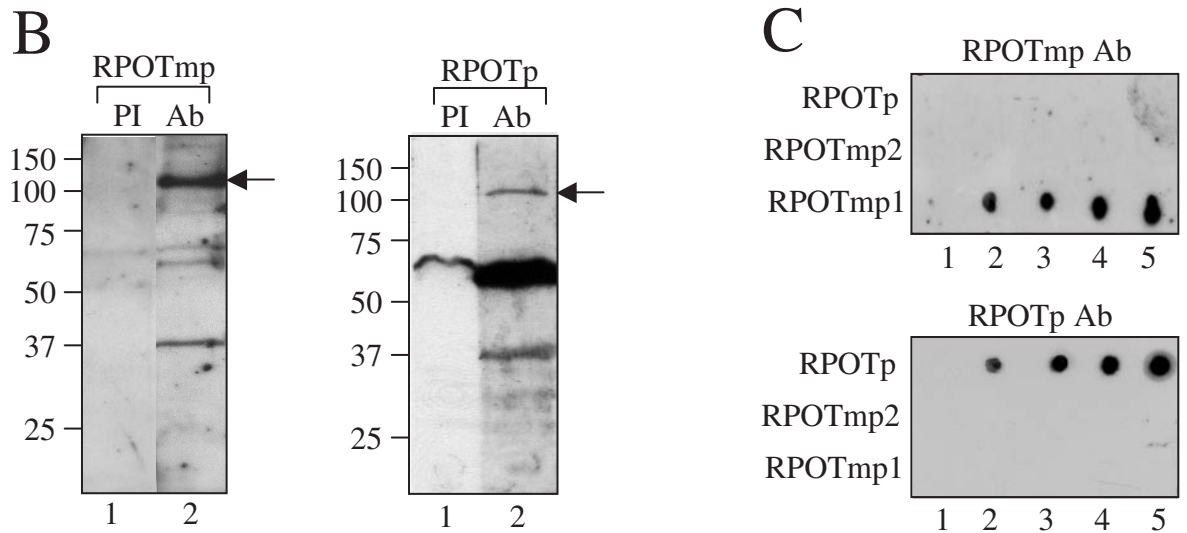 B
RPOTmp
PI Ab
150
100
75
50
37
25
1 2
RPOTp
PI Ab
150
100
75
50
37
25
1 2
C
RPOTmp Ab
RPOTp
RPOTmp2
RPOTmp1
1 2 3 4 5
RPOTp Ab
RPOTp
RPOTmp2
RPOTmp1
1 2 3 4 5